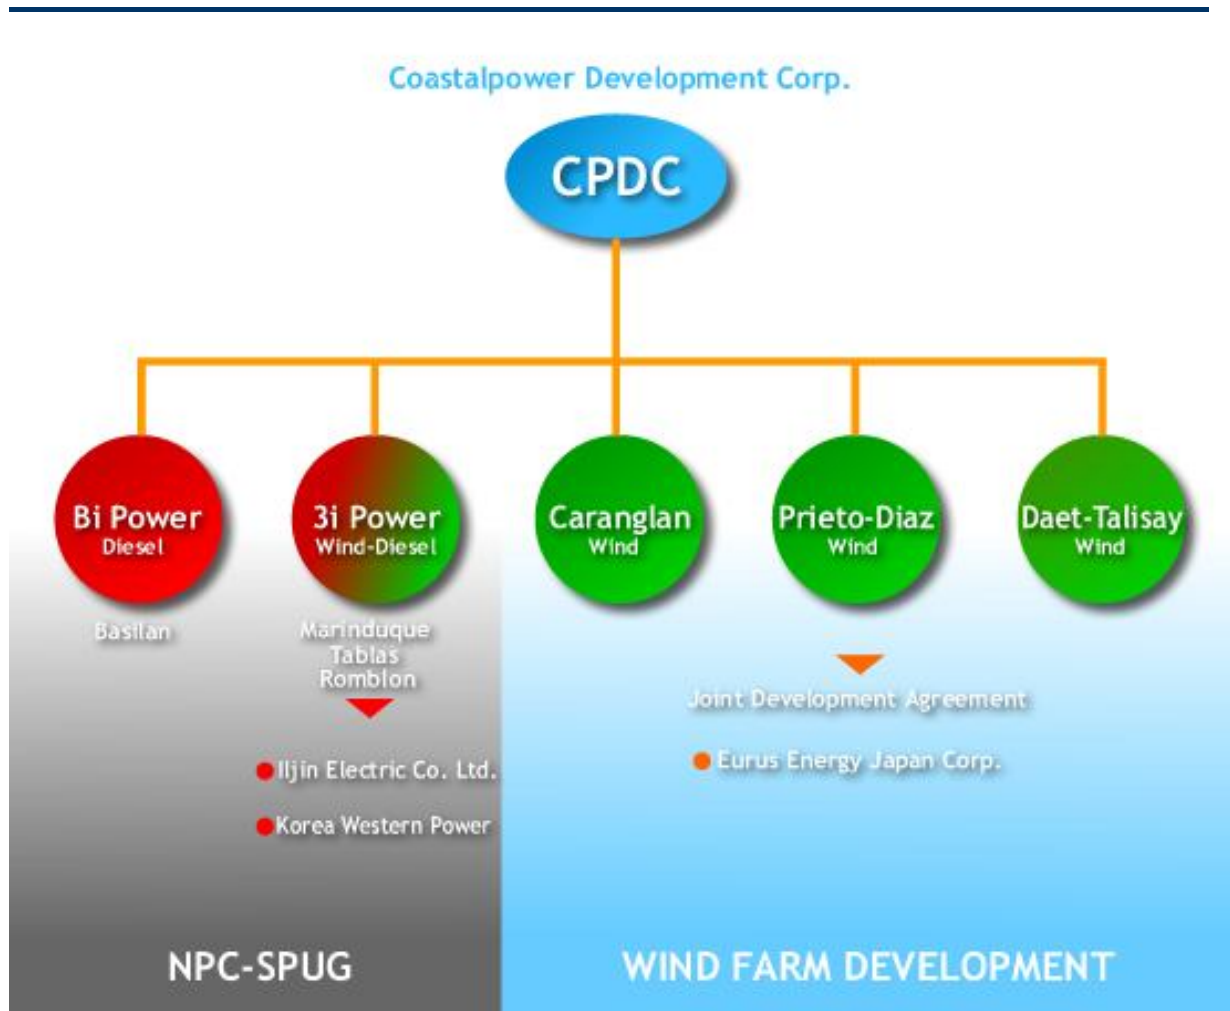 Coastalpower Development Corp.
CPDC
Bi Power
Diesel
Basilan
3i Power
Wind-Diesel
Marinduque
Tablas
Romblon
Iljin Electric Co. Ltd.
Korea Western Power
Caranglan
Wind
Prieto-Diaz
Wind
Joint Development Agreement
Eurus Energy Japan Corp.
Daet-Talisay
Wind
NPC-SPUG
WIND FARM DEVELOPMENT